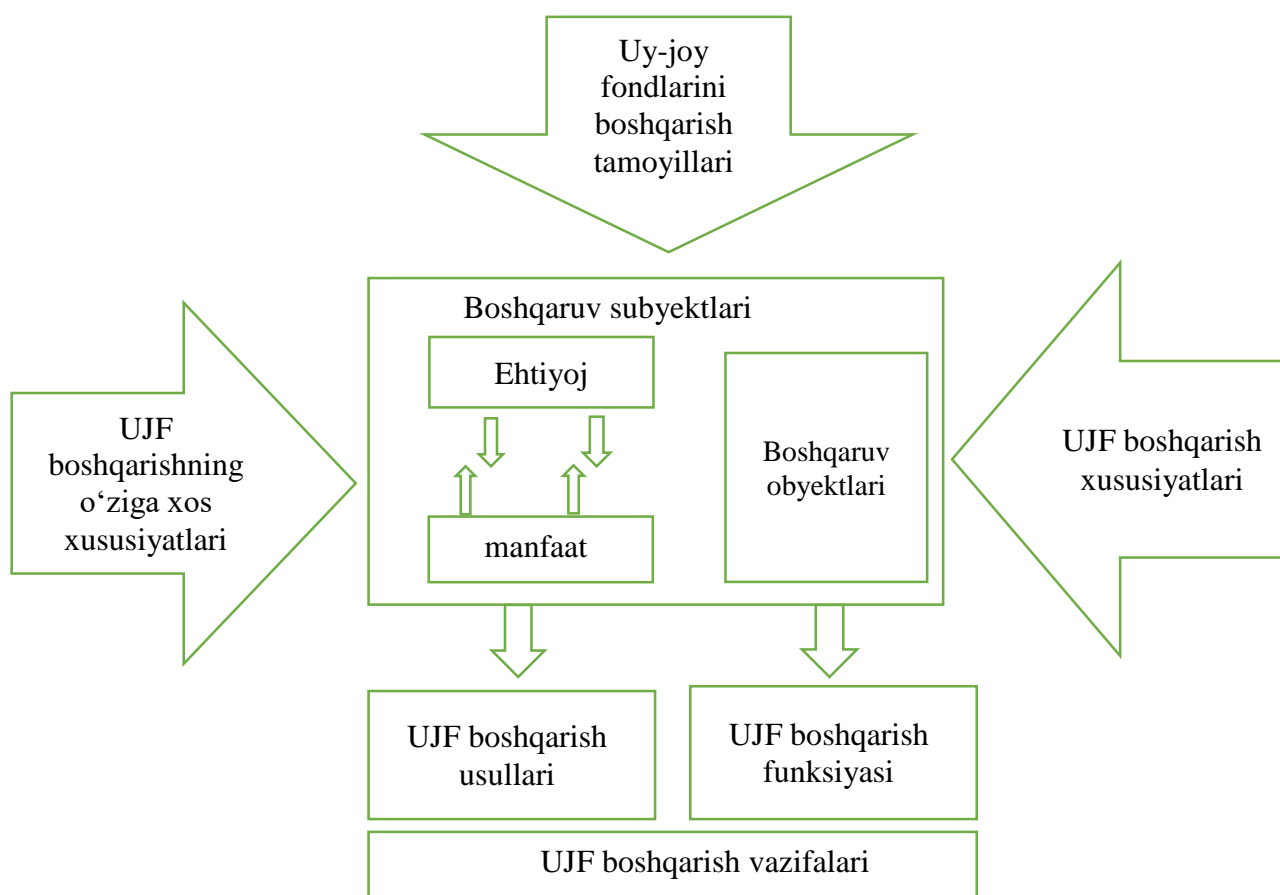 Uy-joy
fondlarini
boshqarish
tamoyillari
Boshqaruv subyektlari
Ehtiyoj
manfaat
Boshqaruv
obyektlari
UJF
boshqarishning
o‘ziga xos
xususiyatlari
UJF boshqarish
xususiyatlari
UJF boshqarish
usullari
UJF boshqarish
funksiyasi
UJF boshqarish vazifalari